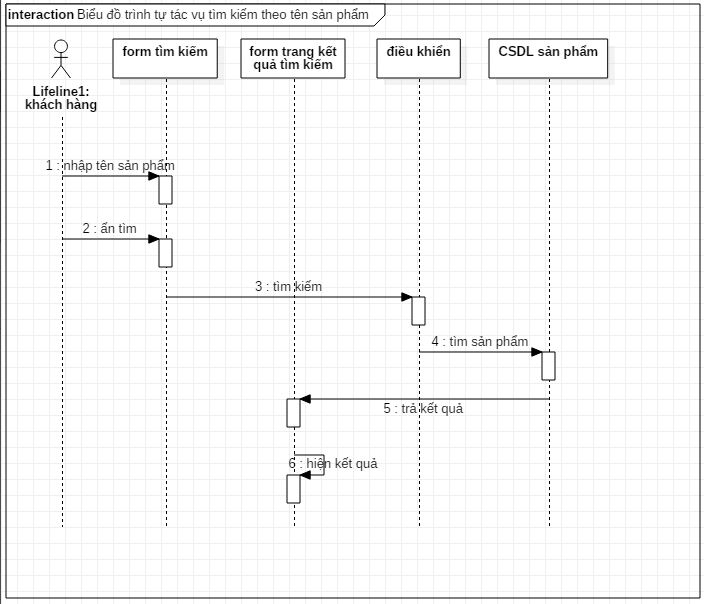 interaction Biểu đồ trình tự tác vụ tìm kiếm theo tên sản phẩm
form tìm kiếm
form trang kết
quả tìm kiếm
điều khiển
CSDL sản phẩm
Lifeline1:
khách hàng
1 : nhập tên sản phẩm
2 : ấn tìm
3 : tìm kiếm
4 : tìm sản phẩm
5 : trả kết quả
6 : hiện kết quả